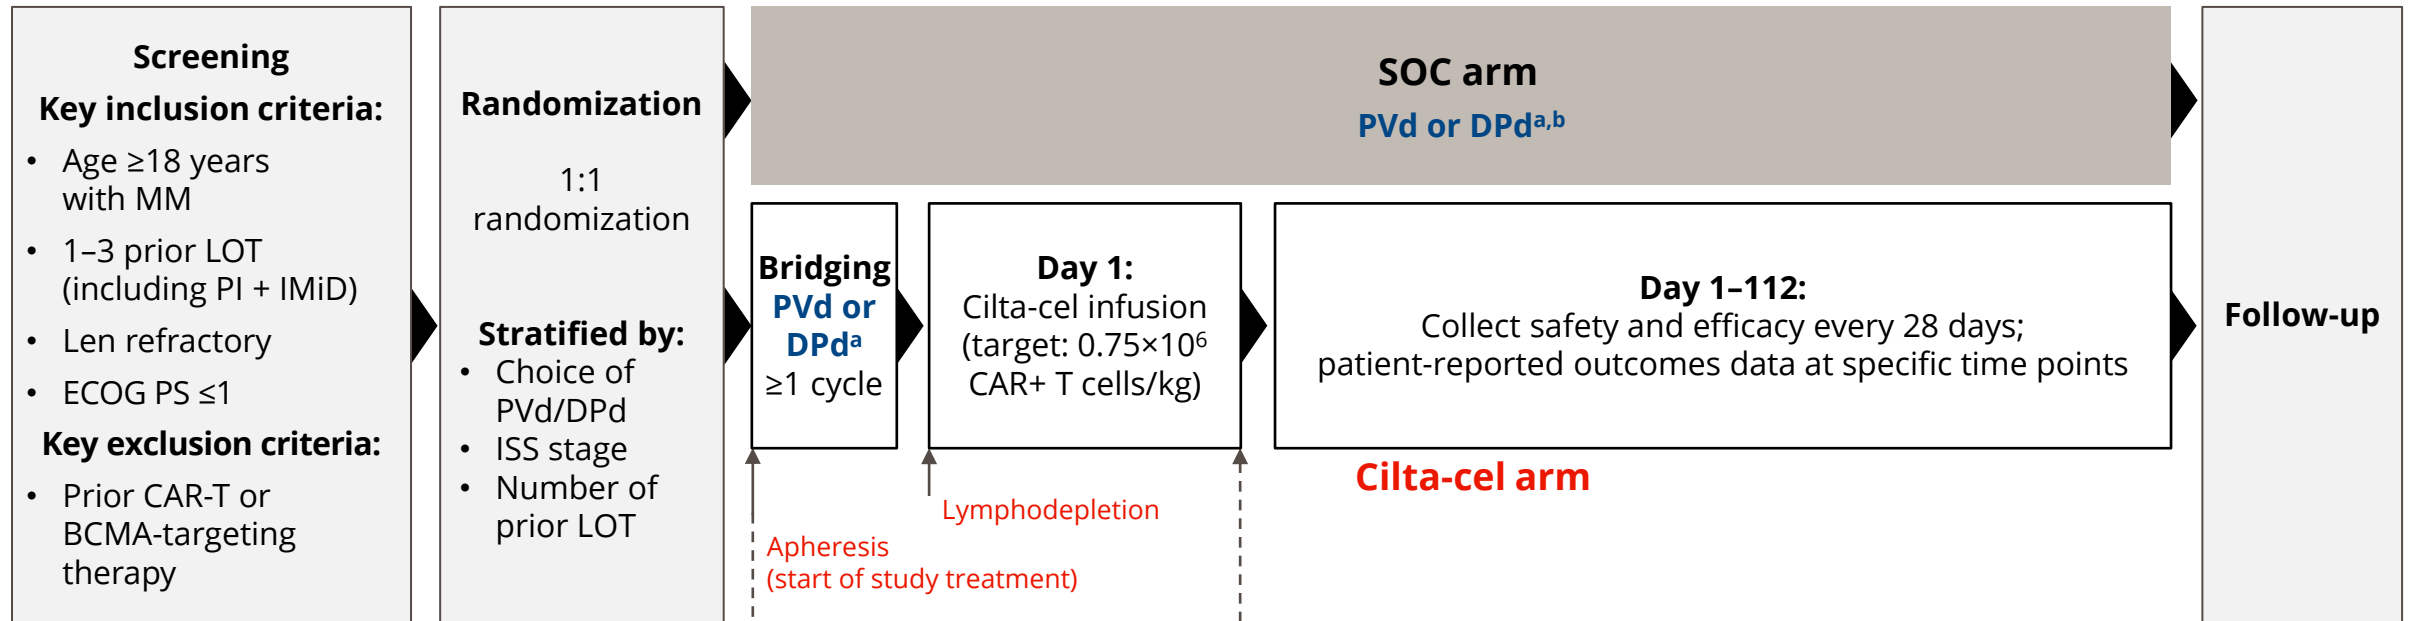 Screening
Key inclusion criteria:
• Age ≥18 years
with MM
• 1–3 prior LOT
(including PI + IMiD)
• Len refractory
• ECOG PS ≤1
Key exclusion criteria:
• Prior CAR-T or
BCMA-targeting
therapy
Randomization
1:1
randomization
Stratified by:
• Choice of
PVd/DPd
• ISS stage
• Number of
prior LOT
SOC arm
PVd or DPdᵃ,ᵇ
Bridging
PVd or
DPdᵃ
≥1 cycle
Day 1:
Cilta-cel infusion
(target: 0.75×10⁶
CAR+ T cells/kg)
Day 1–112:
Collect safety and efficacy every 28 days;
patient-reported outcomes data at specific time points
Cilta-cel arm
Lymphodepletion
Apheresis
(start of study treatment)
Follow-up